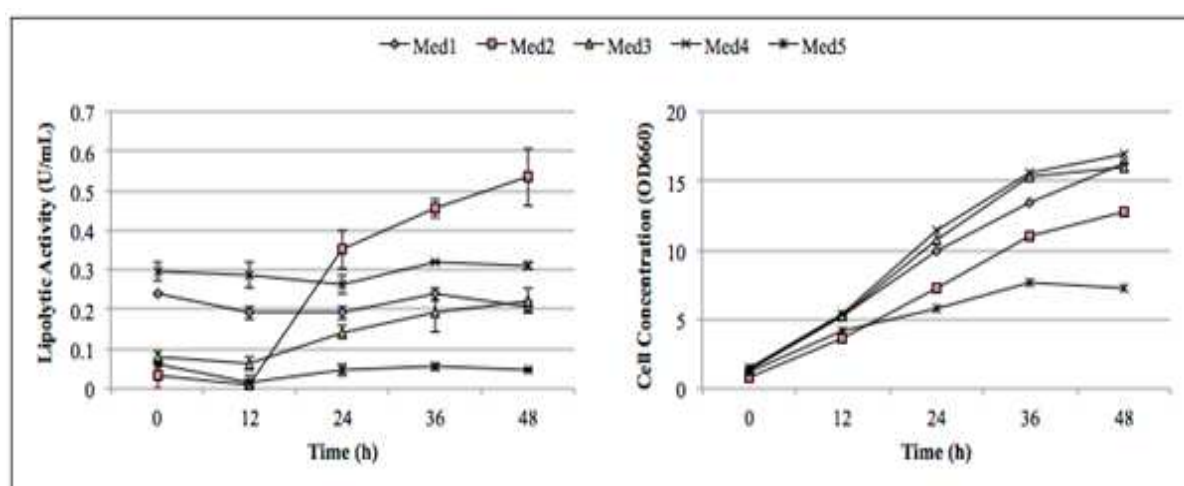 Med1 Med2 Med3 Med4 Med5
Lipolytic Activity (U/mL)
0.7
0.6
0.5
0.4
0.3
0.2
0.1
0
0 12 24 36 48
Time (h)
Cell Concentration (OD660)
20
15
10
5
0
0 12 24 36 48
Time (h)